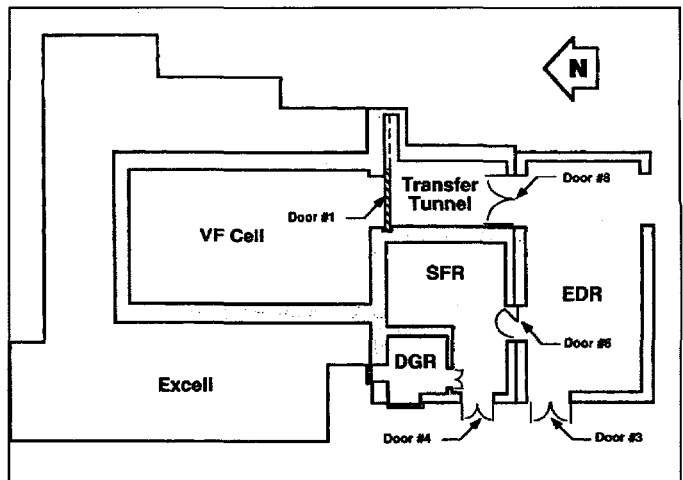 N
Door #8
Transfer
Tunnel
Door #1
VF Cell
SFR
EDR
Door #6
DGR
Excell
Door #4
Door #3